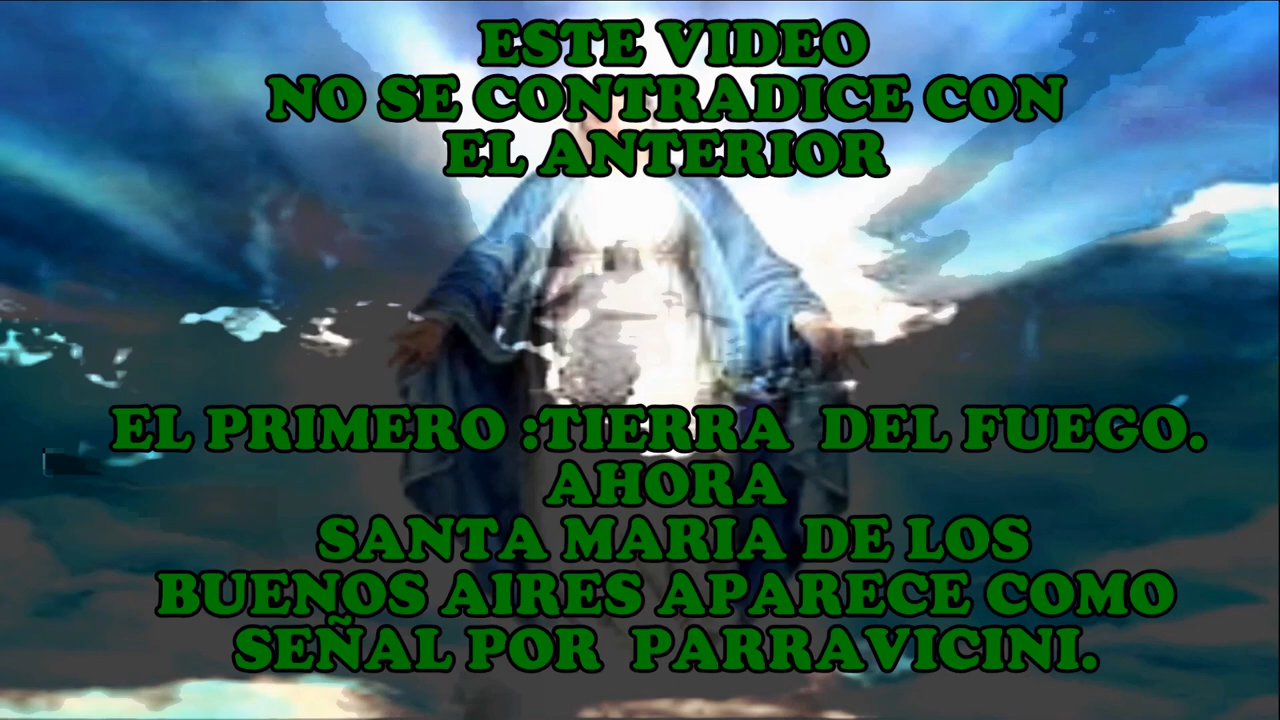 ESTE VIDEO
NO SE CONTRADICE CON
EL ANTERIOR
EL PRIMERO :TIERRA DEL FUEGO.
AHORA
SANTA MARIA DE LOS
BUENOS AIRES APARECE COMO
SEÑAL POR PARRAVICINI.